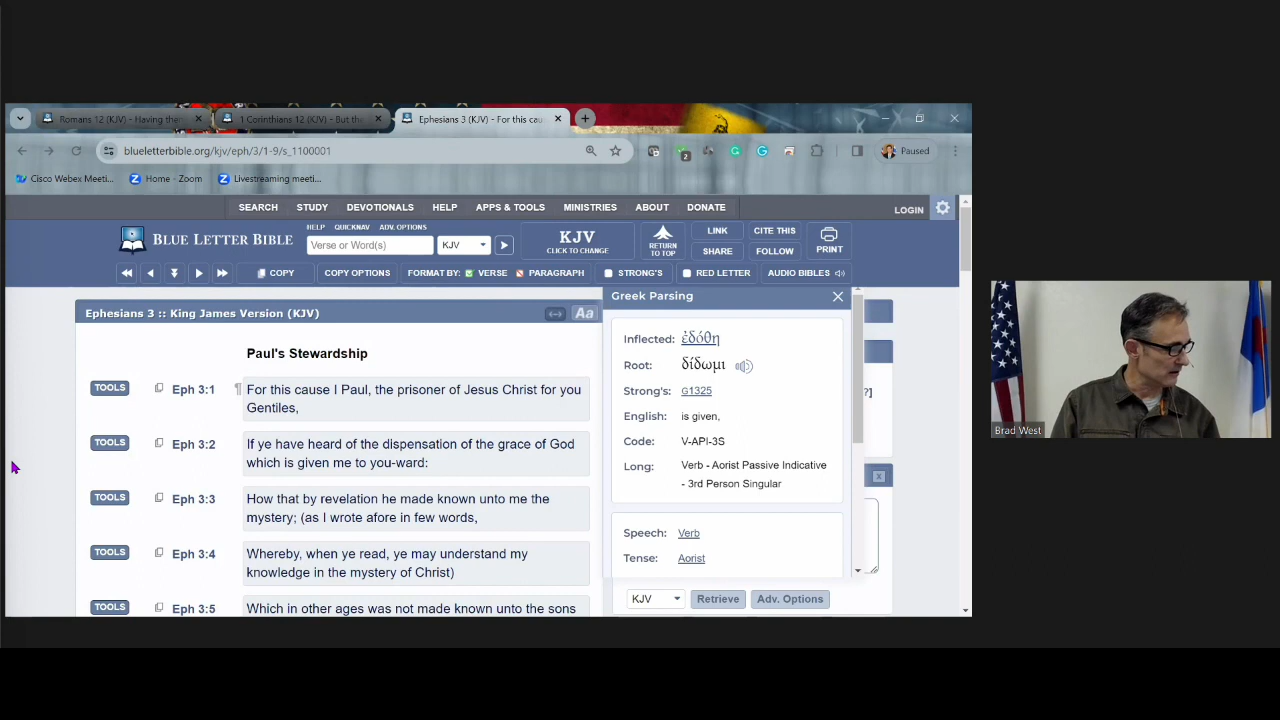 Romans 12 (KJV) - Having the
1 Corinthians 12 (KJV) - But th
Ephesians 3 (KJV) - For this cau
blueletterbible.org/kjv/eph/3/1-9/s_1100001
2
Paused
Cisco Webex Meeti...
Home - Zoom
Livestreaming meeti...
SEARCH STUDY DEVOTIONALS HELP APPS & TOOLS MINISTRIES ABOUT DONATE
LOGIN
HELP QUICKNAV ADV. OPTIONS
BLUE LETTER BIBLE
Verse or Word(s)
KJV
KJV
CLICK TO CHANGE
RETURN
TO TOP
LINK
SHARE
CITE THIS
FOLLOW
PRINT
COPY
COPY OPTIONS
FORMAT BY: VERSE PARAGRAPH
STRONG'S
RED LETTER
AUDIO BIBLES
Ephesians 3 :: King James Version (KJV)
Aa
Paul's Stewardship
TOOLS Eph 3:1 ¶ For this cause I Paul, the prisoner of Jesus Christ for you
Gentiles,
TOOLS Eph 3:2 If ye have heard of the dispensation of the grace of God
which is given me to you-ward:
TOOLS Eph 3:3 How that by revelation he made known unto me the
mystery; (as I wrote afore in few words,
TOOLS Eph 3:4 Whereby, when ye read, ye may understand my
knowledge in the mystery of Christ)
TOOLS Eph 3:5 Which in other ages was not made known unto the sons
Greek Parsing
Inflected: ἐδόθη
Root: δίδωμι
Strong's: G1325
English: is given,
Code: V-API-3S
Long: Verb - Aorist Passive Indicative
- 3rd Person Singular
Speech: Verb
Tense: Aorist
?]
x
KJV
Retrieve
Adv. Options
Brad West